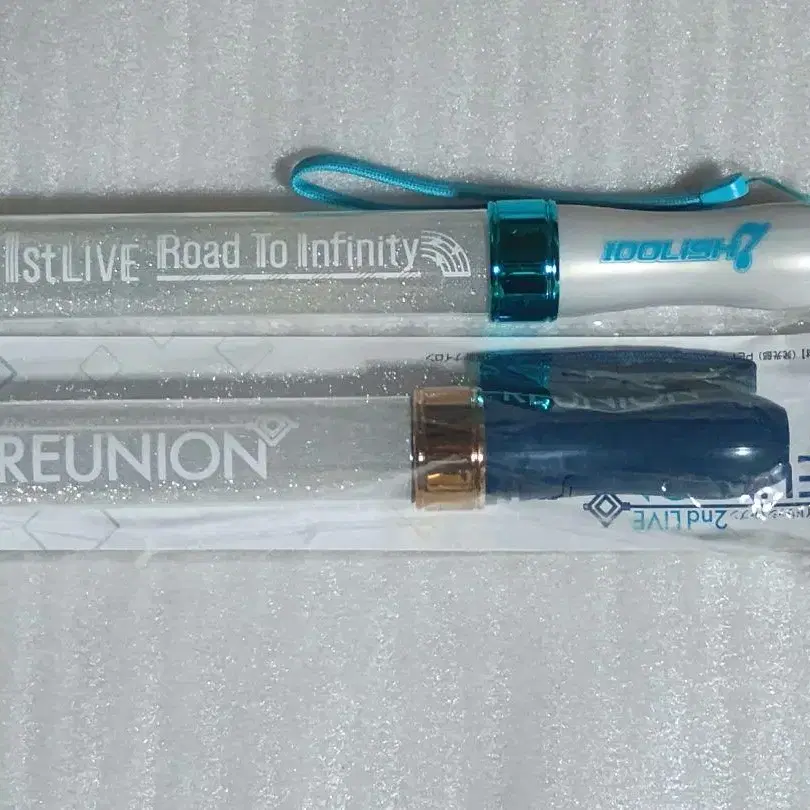 1stLIVE Road To Infinity
IDOLiSH7
REUNION
2nd LIVE